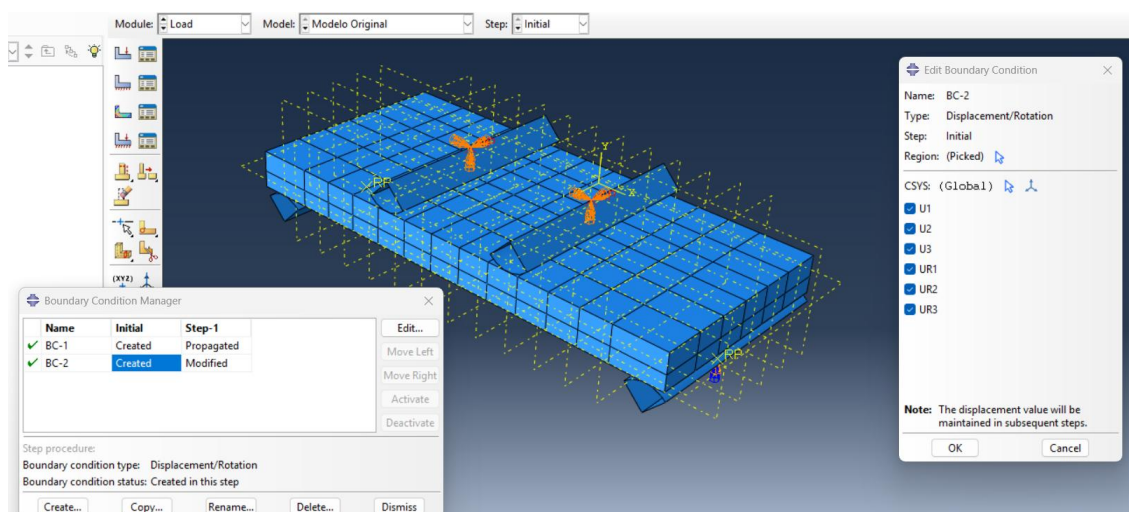 Module: Load Model: Modelo Original Step: Initial
(XYZ)
RP
Y
X
RP
Edit Boundary Condition
Name: BC-2
Type: Displacement/Rotation
Step: Initial
Region: (Picked)
CSYS: (Global)
U1
U2
U3
UR1
UR2
UR3
Note: The displacement value will be
maintained in subsequent steps.
OK Cancel
Boundary Condition Manager
Name Initial Step-1
BC-1 Created Propagated
BC-2 Created Modified
Edit...
Move Left
Move Right
Activate
Deactivate
Step procedure:
Boundary condition type: Displacement/Rotation
Boundary condition status: Created in this step
Create... Copy... Rename... Delete... Dismiss